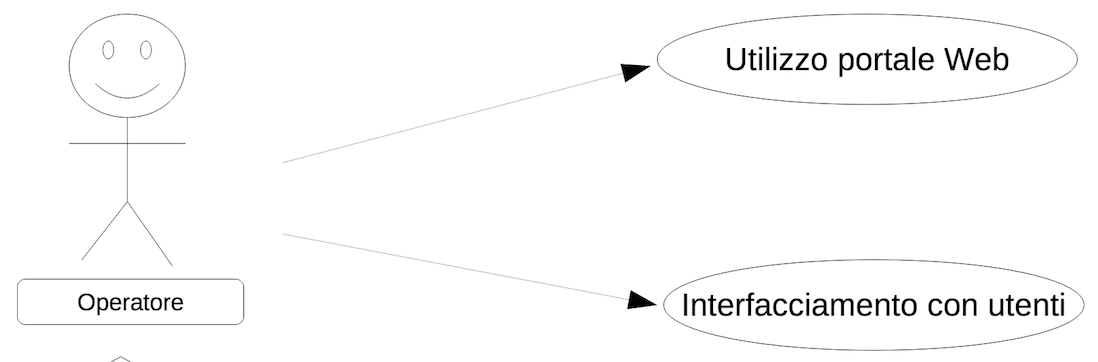 Utilizzo portale Web
Operatore
Interfacciamento con utenti